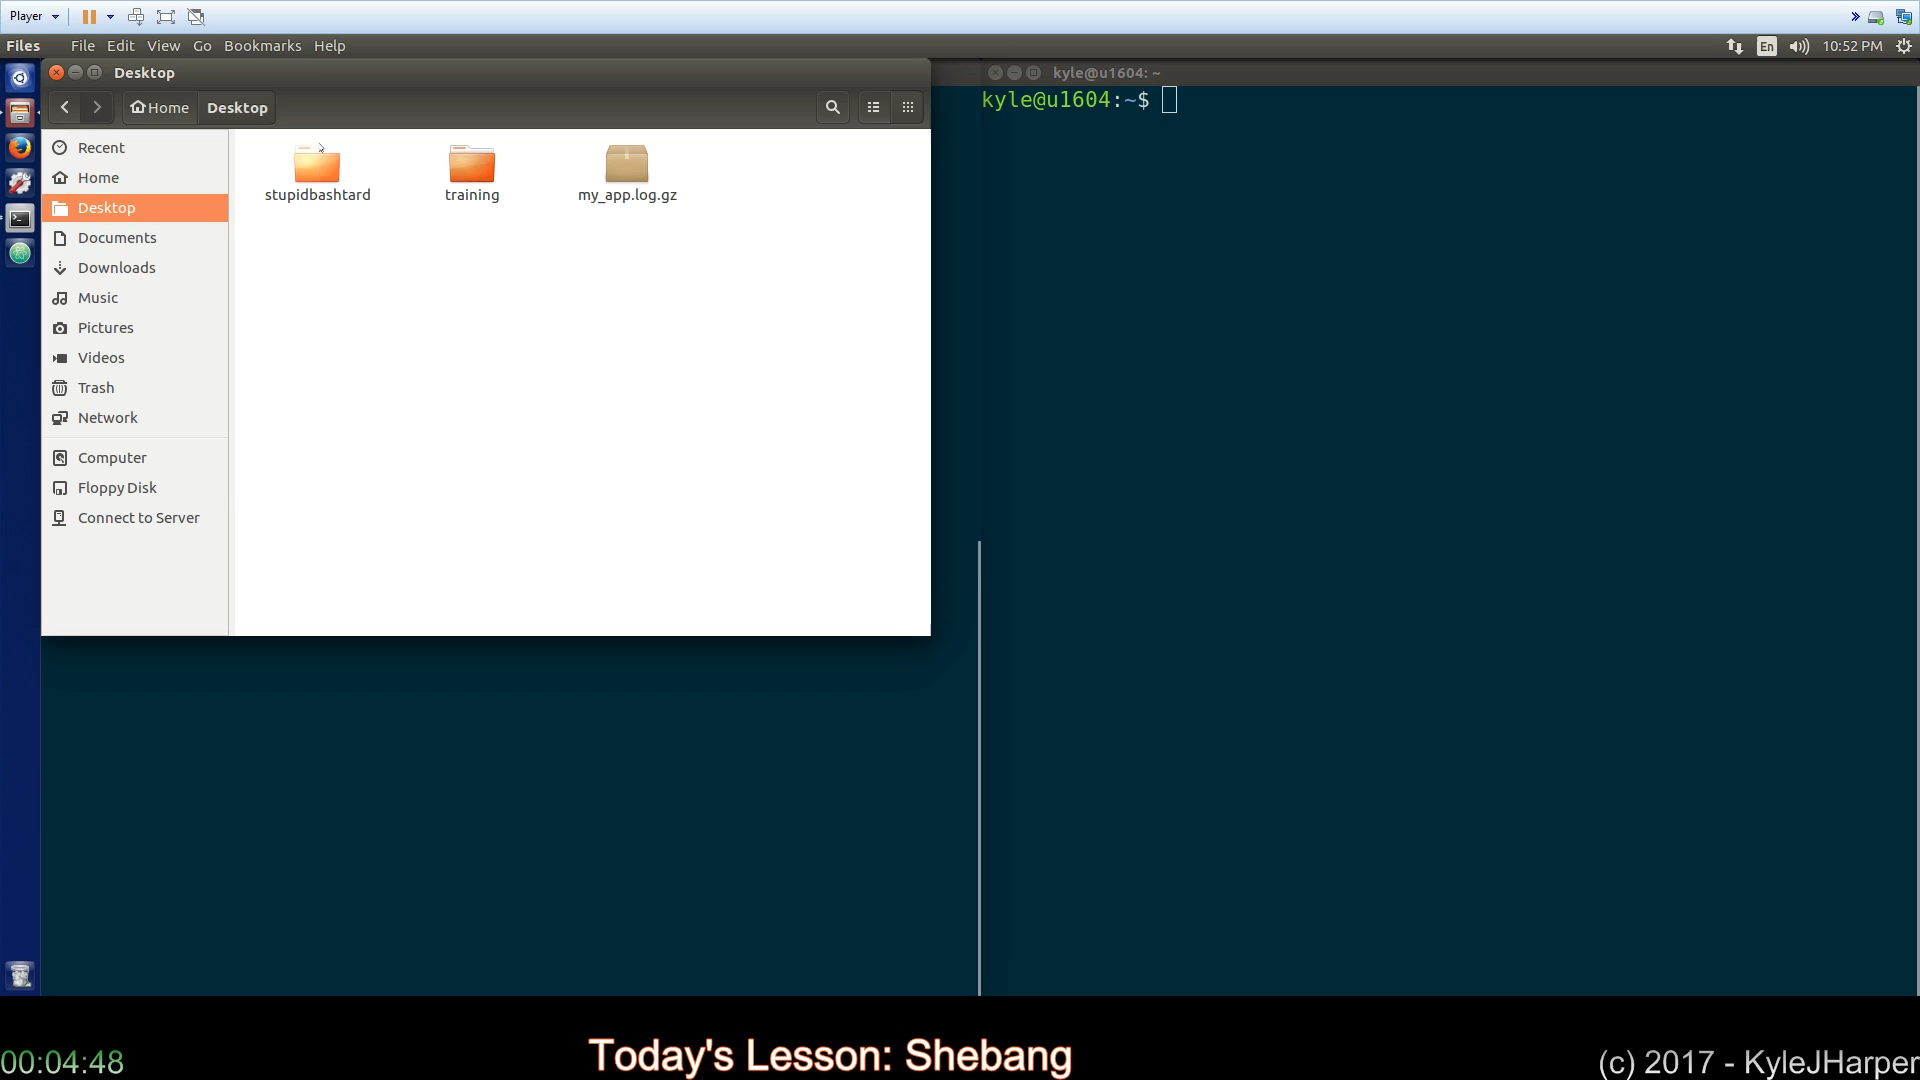 Player
Files File Edit View Go Bookmarks Help En 10:52 PM
Desktop
kyle@u1604: ~
Home Desktop
kyle@u1604:~$
Recent
Home
Desktop
Documents
Downloads
Music
Pictures
Videos
Trash
Network
Computer
Floppy Disk
Connect to Server
stupidbashtard
training
my_app.log.gz
00:04:48
Today's Lesson: Shebang
(c) 2017 - KyleJHarper